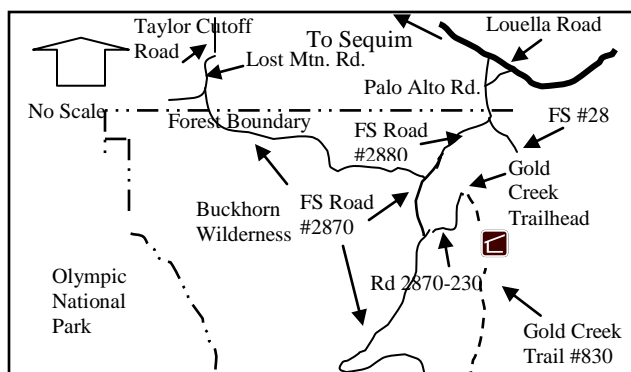 Taylor Cutoff
Road
To Sequim
Louella Road
Lost Mtn. Rd.
Palo Alto Rd.
No Scale
Forest Boundary
FS Road
#2880
FS #28
Gold
Creek
Trailhead
Buckhorn
Wilderness
FS Road
#2870
Rd 2870-230
Olympic
National
Park
Gold Creek
Trail #830